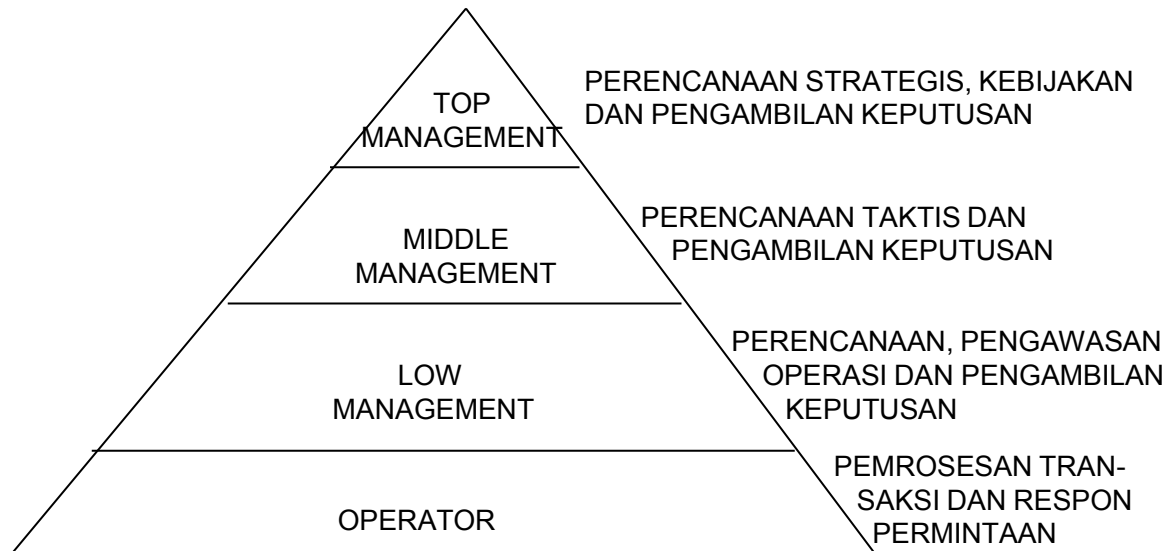 TOP
MANAGEMENT
PERENCANAAN STRATEGIS, KEBIJAKAN
DAN PENGAMBILAN KEPUTUSAN
MIDDLE
MANAGEMENT
PERENCANAAN TAKTIS DAN
PENGAMBILAN KEPUTUSAN
LOW
MANAGEMENT
PERENCANAAN, PENGAWASAN
OPERASI DAN PENGAMBILAN
KEPUTUSAN
OPERATOR
PEMROSESAN TRAN-
SAKSI DAN RESPON
PERMINTAAN